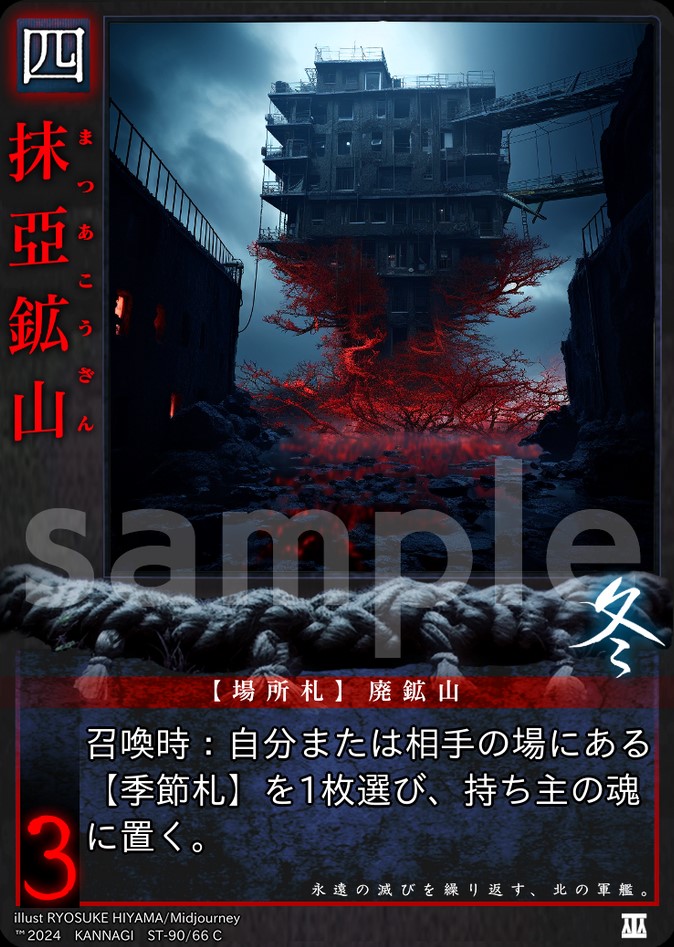 四
抹亞鉱山
まつあこうざん
sample
冬
【場所札】廃鉱山
召喚時：自分または相手の場にある
【季節札】を1枚選び、持ち主の魂
に置く。
3
永遠の滅びを繰り返す、北の軍艦。
illust RYOSUKE HIYAMA/Midjourney
™2024 KANNAGI ST-90/66 C